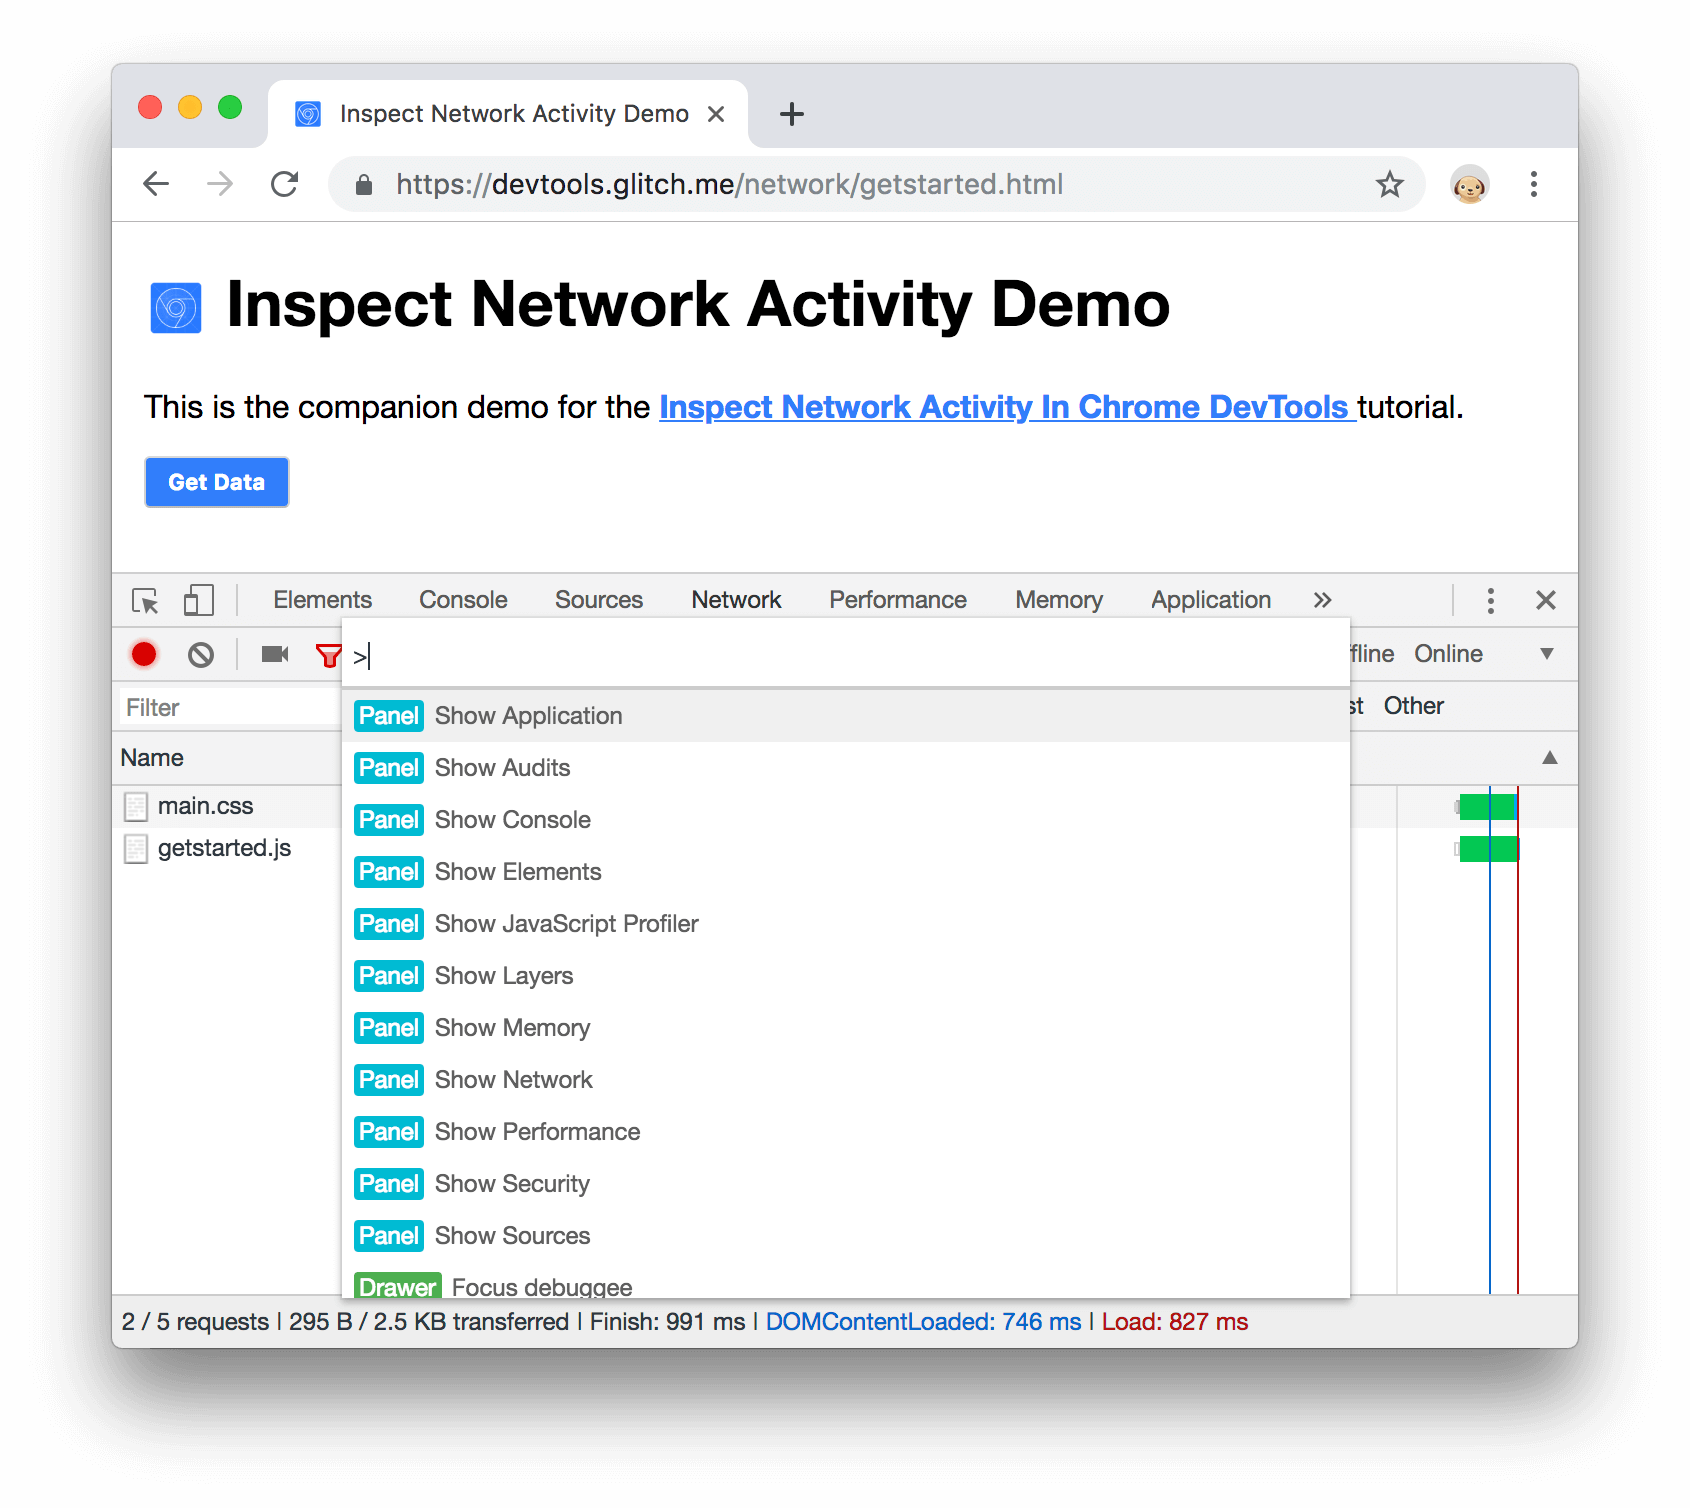 Inspect Network Activity Demo
https://devtools.glitch.me/network/getstarted.html
Inspect Network Activity Demo
This is the companion demo for the Inspect Network Activity In Chrome DevTools tutorial.
Get Data
Elements Console Sources Network Performance Memory Application »
>
fline Online
Filter
st Other
Name
main.css
getstarted.js
Panel Show Application
Panel Show Audits
Panel Show Console
Panel Show Elements
Panel Show JavaScript Profiler
Panel Show Layers
Panel Show Memory
Panel Show Network
Panel Show Performance
Panel Show Security
Panel Show Sources
Drawer Focus debuggee
2 / 5 requests | 295 B / 2.5 KB transferred | Finish: 991 ms | DOMContentLoaded: 746 ms | Load: 827 ms